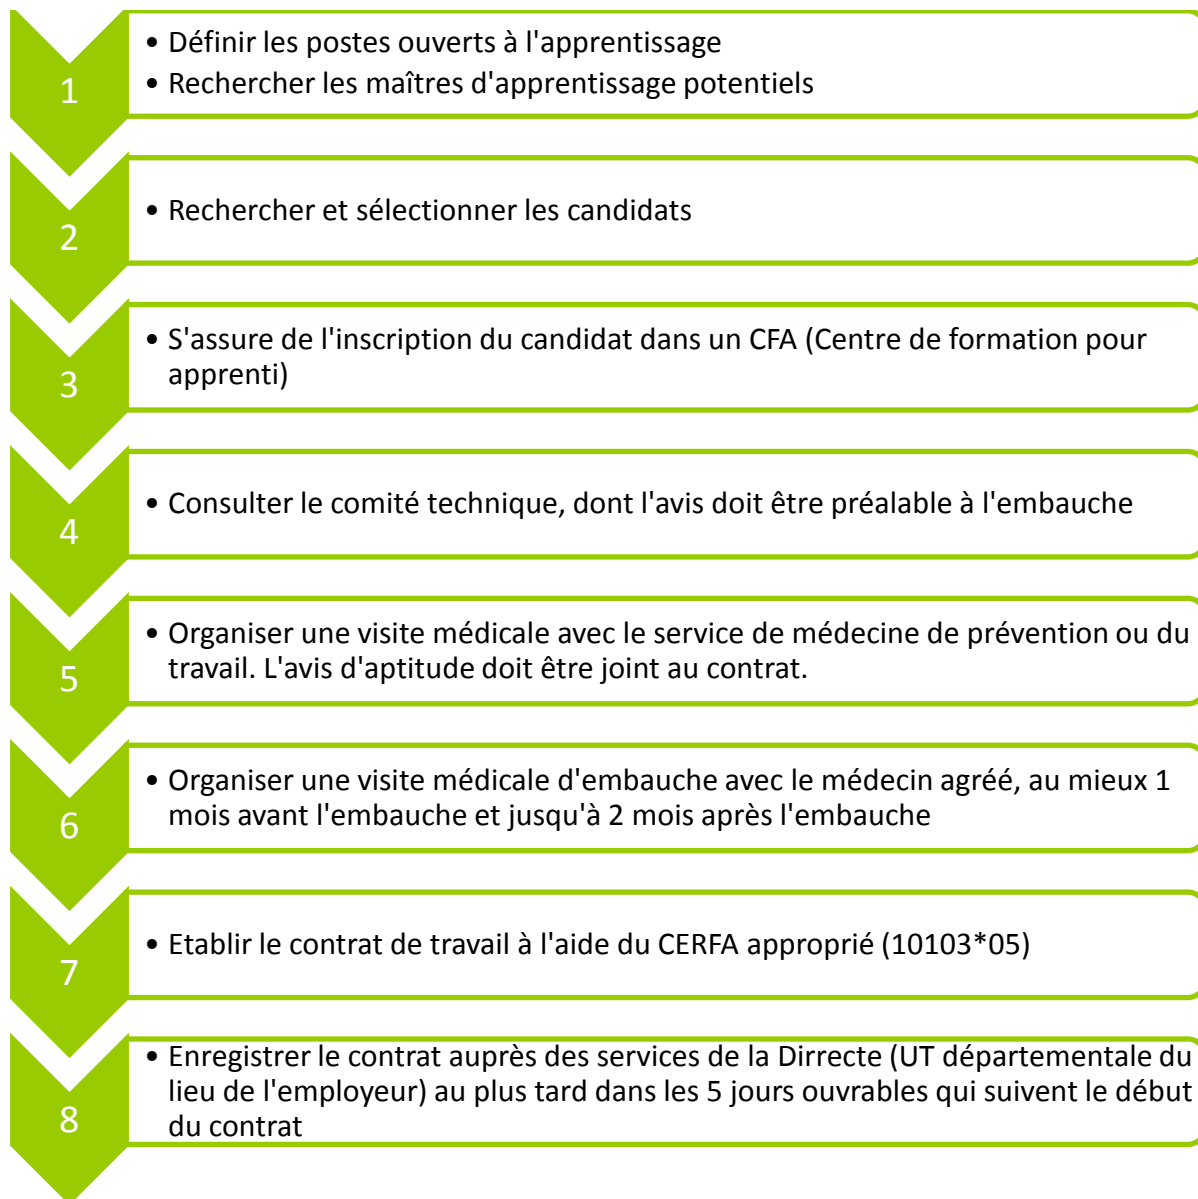 1
• Définir les postes ouverts à l'apprentissage
• Rechercher les maîtres d'apprentissage potentiels
2
• Rechercher et sélectionner les candidats
3
• S'assure de l'inscription du candidat dans un CFA (Centre de formation pour
apprenti)
4
• Consulter le comité technique, dont l'avis doit être préalable à l'embauche
5
• Organiser une visite médicale avec le service de médecine de prévention ou du
travail. L'avis d'aptitude doit être joint au contrat.
6
• Organiser une visite médicale d'embauche avec le médecin agréé, au mieux 1
mois avant l'embauche et jusqu'à 2 mois après l'embauche
7
• Etablir le contrat de travail à l'aide du CERFA approprié (10103*05)
8
• Enregistrer le contrat auprès des services de la Dirrecte (UT départementale du
lieu de l'employeur) au plus tard dans les 5 jours ouvrables qui suivent le début
du contrat